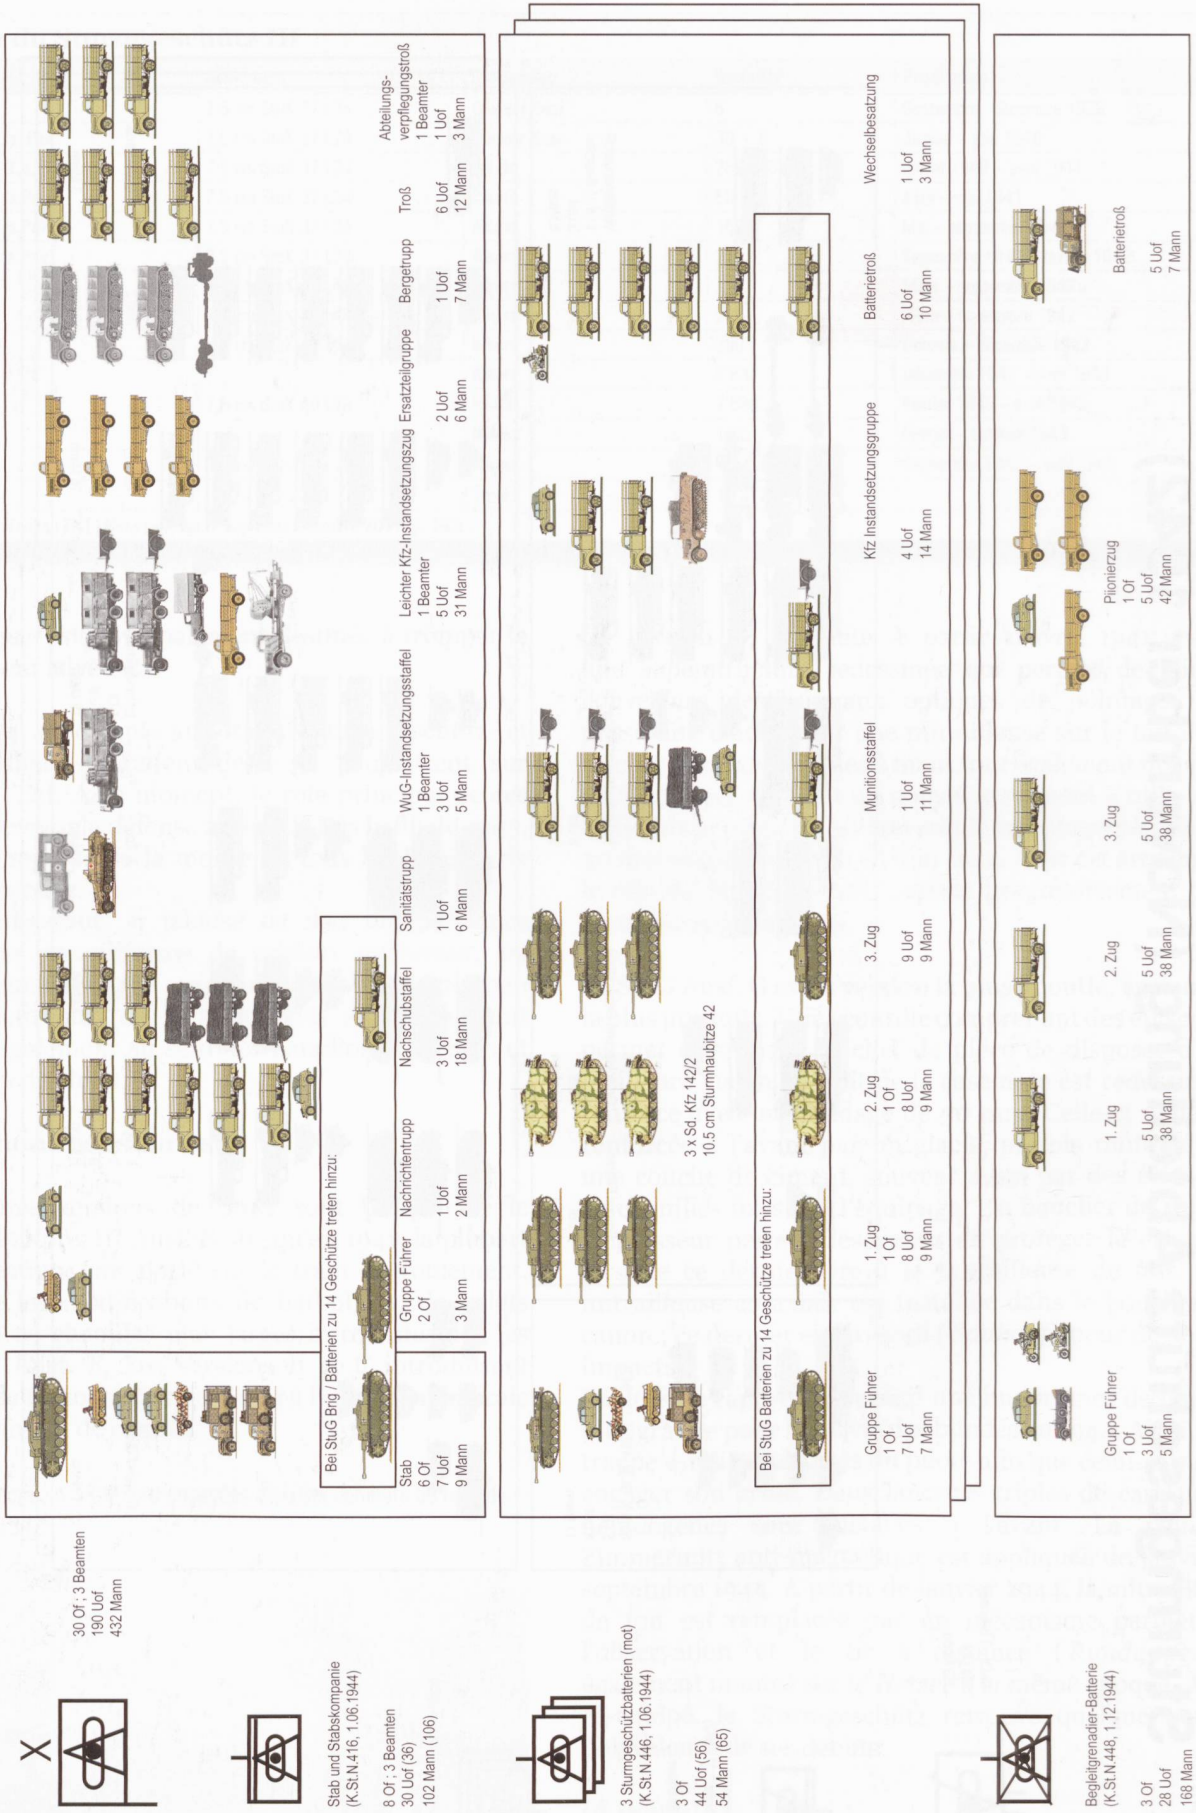 X
30 Of ; 3 Beamten
190 Uof
432 Mann
Stab und Stabskompanie
(K.St.N.416, 1.06.1944)
8 Of ; 3 Beamten
30 Uof (36)
102 Mann (106)
Bei StuG Brig / Batterien zu 14 Geschütze treten hinzu:
Stab
6 Of
7 Uof
9 Mann
Gruppe Führer
2 Of
3 Mann
Nachrichtentrupp
1 Uof
2 Mann
Nachschubstaffel
3 Uof
18 Mann
Sanitätstrupp
1 Uof
6 Mann
WuG-Instandsetzungsstaffel
1 Beamter
3 Uof
5 Mann
Leichter Kfz-Instandsetzungszug
1 Beamter
5 Uof
31 Mann
Ersatzteilgruppe
2 Uof
6 Mann
Bergetrupp
1 Uof
7 Mann
Troß
6 Uof
12 Mann
Abteilungs-
verpflegungstroß
1 Beamter
1 Uof
3 Mann
3 Sturmgeschützbatterien (mot)
(K.St.N.446, 1.06.1944)
3 Of
44 Uof (56)
54 Mann (65)
3 x Sd. Kfz 142/2
10.5 cm Sturmhaubitze 42
Bei StuG Batterien zu 14 Geschütze treten hinzu:
Gruppe Führer
1 Of
7 Uof
7 Mann
1. Zug
1 Of
8 Uof
9 Mann
2. Zug
1 Of
8 Uof
9 Mann
3. Zug
9 Uof
9 Mann
Munitionsstaffel
1 Uof
11 Mann
Kfz Instandsetzungsgruppe
4 Uof
14 Mann
Batterietroß
6 Uof
10 Mann
Wechselbesatzung
1 Uof
3 Mann
Begleitgrenadier-Batterie
(K.St.N.448, 1.12.1944)
3 Of
28 Uof
168 Mann
Gruppe Führer
1 Of
3 Uof
5 Mann
1. Zug
5 Uof
38 Mann
2. Zug
5 Uof
38 Mann
3. Zug
5 Uof
38 Mann
Piionierzug
1 Of
5 Uof
42 Mann
Batterietroß
5 Uof
7 Mann